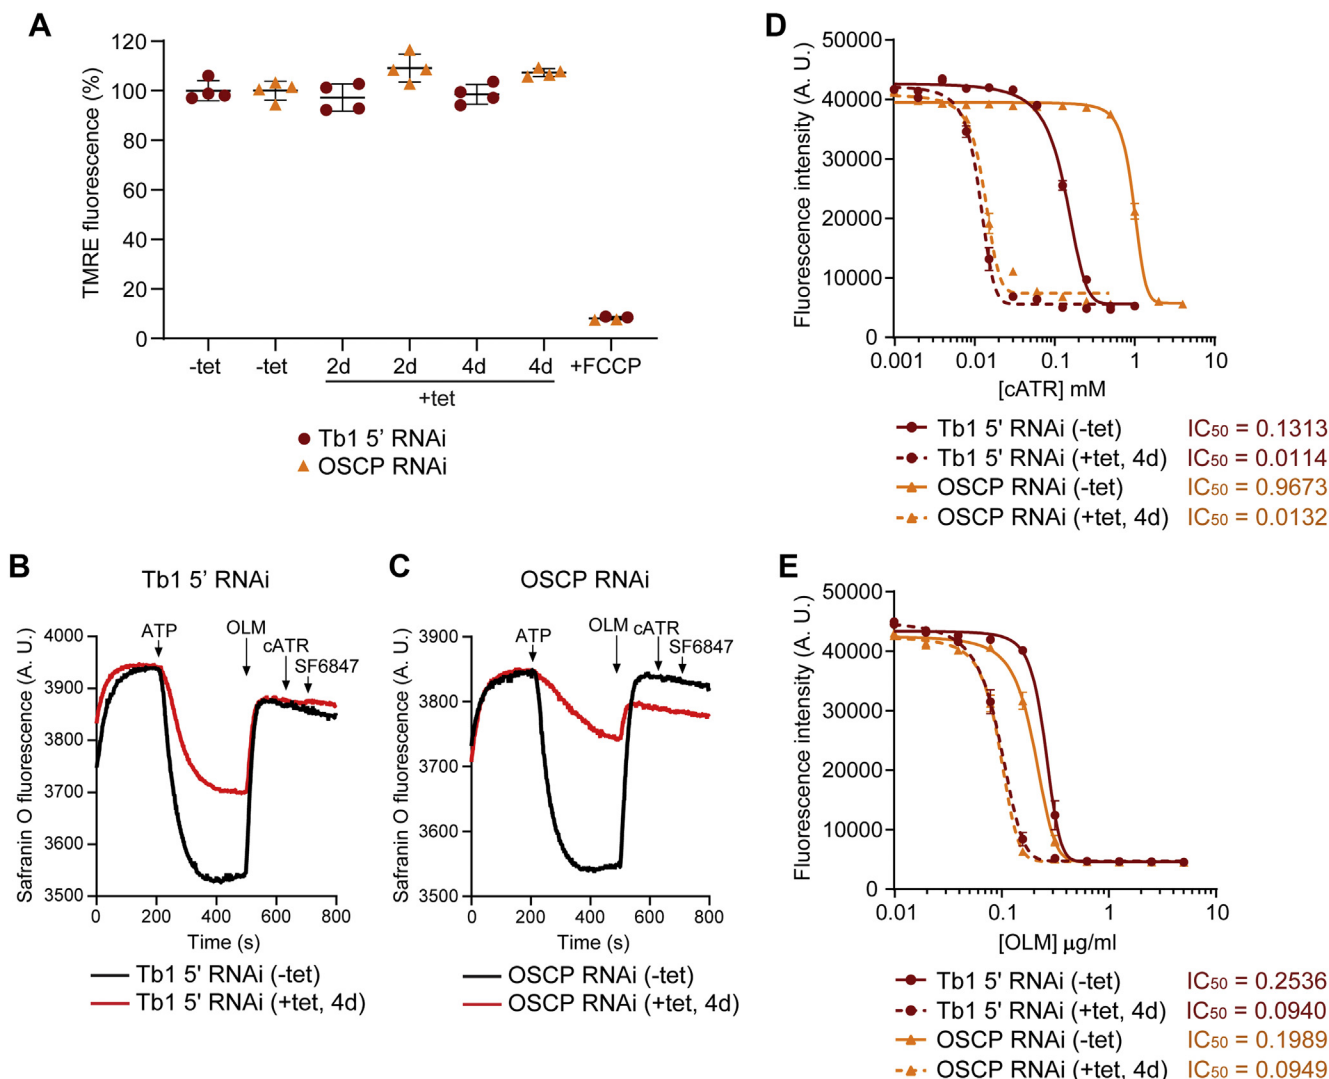 A
TMRE fluorescence (%)
120
100
80
60
40
20
0
-tet
-tet
2d
2d
4d
4d
+FCCP
+tet
Tb1 5’ RNAi
OSCP RNAi
D
Fluorescence intensity (A. U.)
50000
40000
30000
20000
10000
0
0.001
0.01
0.1
1
10
[cATR] mM
Tb1 5' RNAi (-tet) IC50 = 0.1313
Tb1 5' RNAi (+tet, 4d) IC50 = 0.0114
OSCP RNAi (-tet) IC50 = 0.9673
OSCP RNAi (+tet, 4d) IC50 = 0.0132
B
Tb1 5’ RNAi
Safranin O fluorescence (A. U.)
4000
3900
3800
3700
3600
3500
ATP
OLM
cATR
SF6847
0
200
400
600
800
Time (s)
Tb1 5' RNAi (-tet)
Tb1 5' RNAi (+tet, 4d)
C
OSCP RNAi
Safranin O fluorescence (A. U.)
3900
3800
3700
3600
3500
ATP
OLM
cATR
SF6847
0
200
400
600
800
Time (s)
OSCP RNAi (-tet)
OSCP RNAi (+tet, 4d)
E
Fluorescence intensity (A. U.)
50000
40000
30000
20000
10000
0
0.01
0.1
1
10
[OLM] µg/ml
Tb1 5' RNAi (-tet) IC50 = 0.2536
Tb1 5' RNAi (+tet, 4d) IC50 = 0.0940
OSCP RNAi (-tet) IC50 = 0.1989
OSCP RNAi (+tet, 4d) IC50 = 0.0949